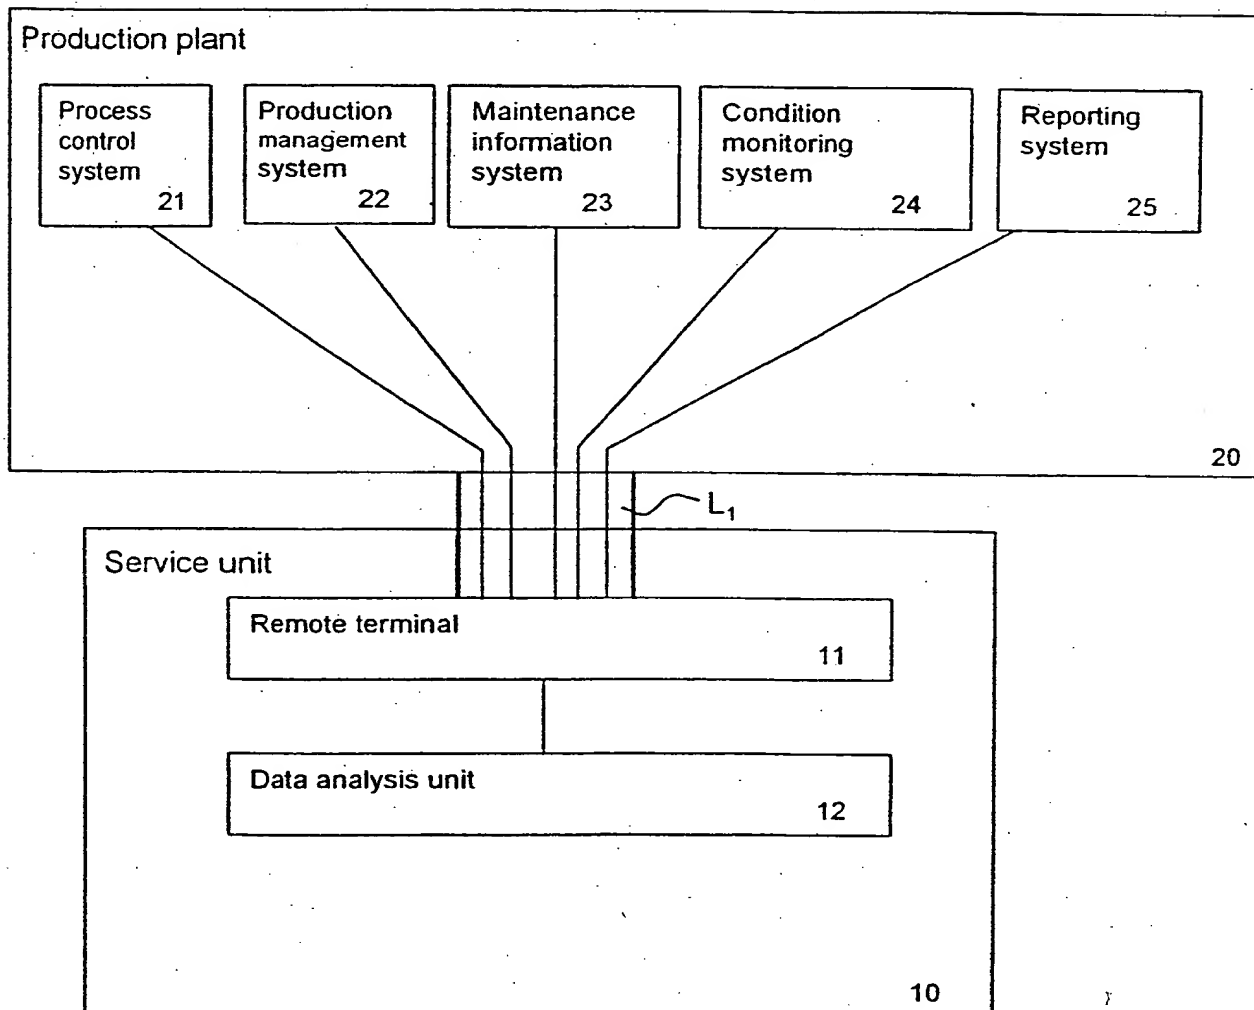 Production plant
Process
control
system
21
Production
management
system
22
Maintenance
information
system
23
Condition
monitoring
system
24
Reporting
system
25
20
L1
Service unit
Remote terminal
11
Data analysis unit
12
10